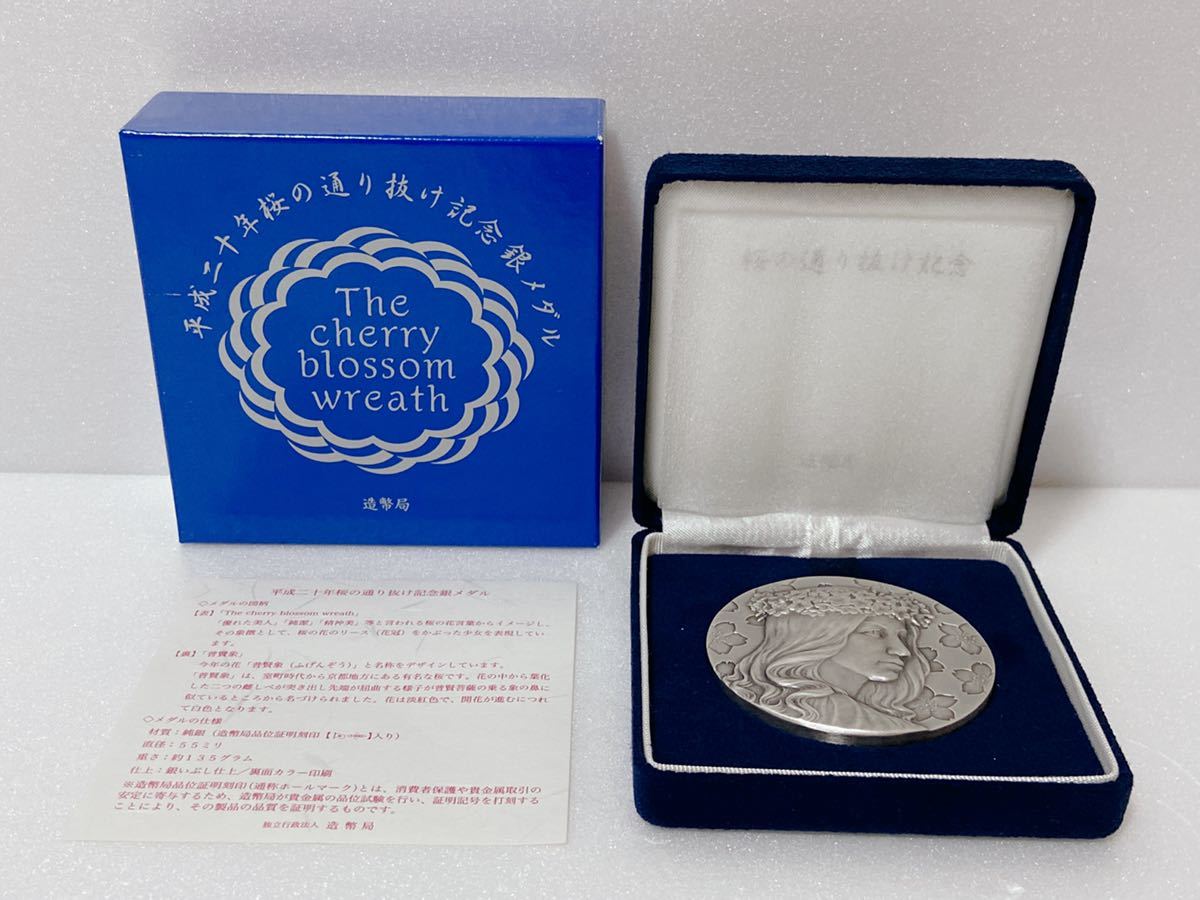 平成二十年桜の通り抜け記念銀メダル
The
cherry
blossom
wreath
造幣局
桜の通り抜け記念
平成二十年桜の通り抜け記念銀メダル
◇メダルの図柄
【表】「The cherry blossom wreath」
「優れた美人」「純潔」「精神美」等と言われる桜の花言葉からイメージし、
その象徴として、桜の花のリース（花冠）をかぶった少女を表現してい
ます。
【裏】「普賢象」
今年の花「普賢象（ふげんぞう）」と名称をデザインしています。
「普賢象」は、室町時代から京都地方にある有名な桜です。花の中から葉化
した二つの雌しべが突き出し先端が屈曲する様子が普賢菩薩の乗る象の鼻に
似ているところから名づけられました。花は淡紅色で、開花が進むにつれ
て白色となります。
◇メダルの仕様
材質：純銀（造幣局品位証明刻印【】入り）
直径：５５ミリ
重さ：約１３５グラム
仕上：銀いぶし仕上／裏面カラー印刷
※造幣局品位証明刻印（通称ホールマーク）とは、消費者保護や貴金属取引の
安定に寄与するため、造幣局が貴金属の品位試験を行い、証明記号を打刻する
ことにより、その製品の品質を証明するものです。
独立行政法人 造幣局